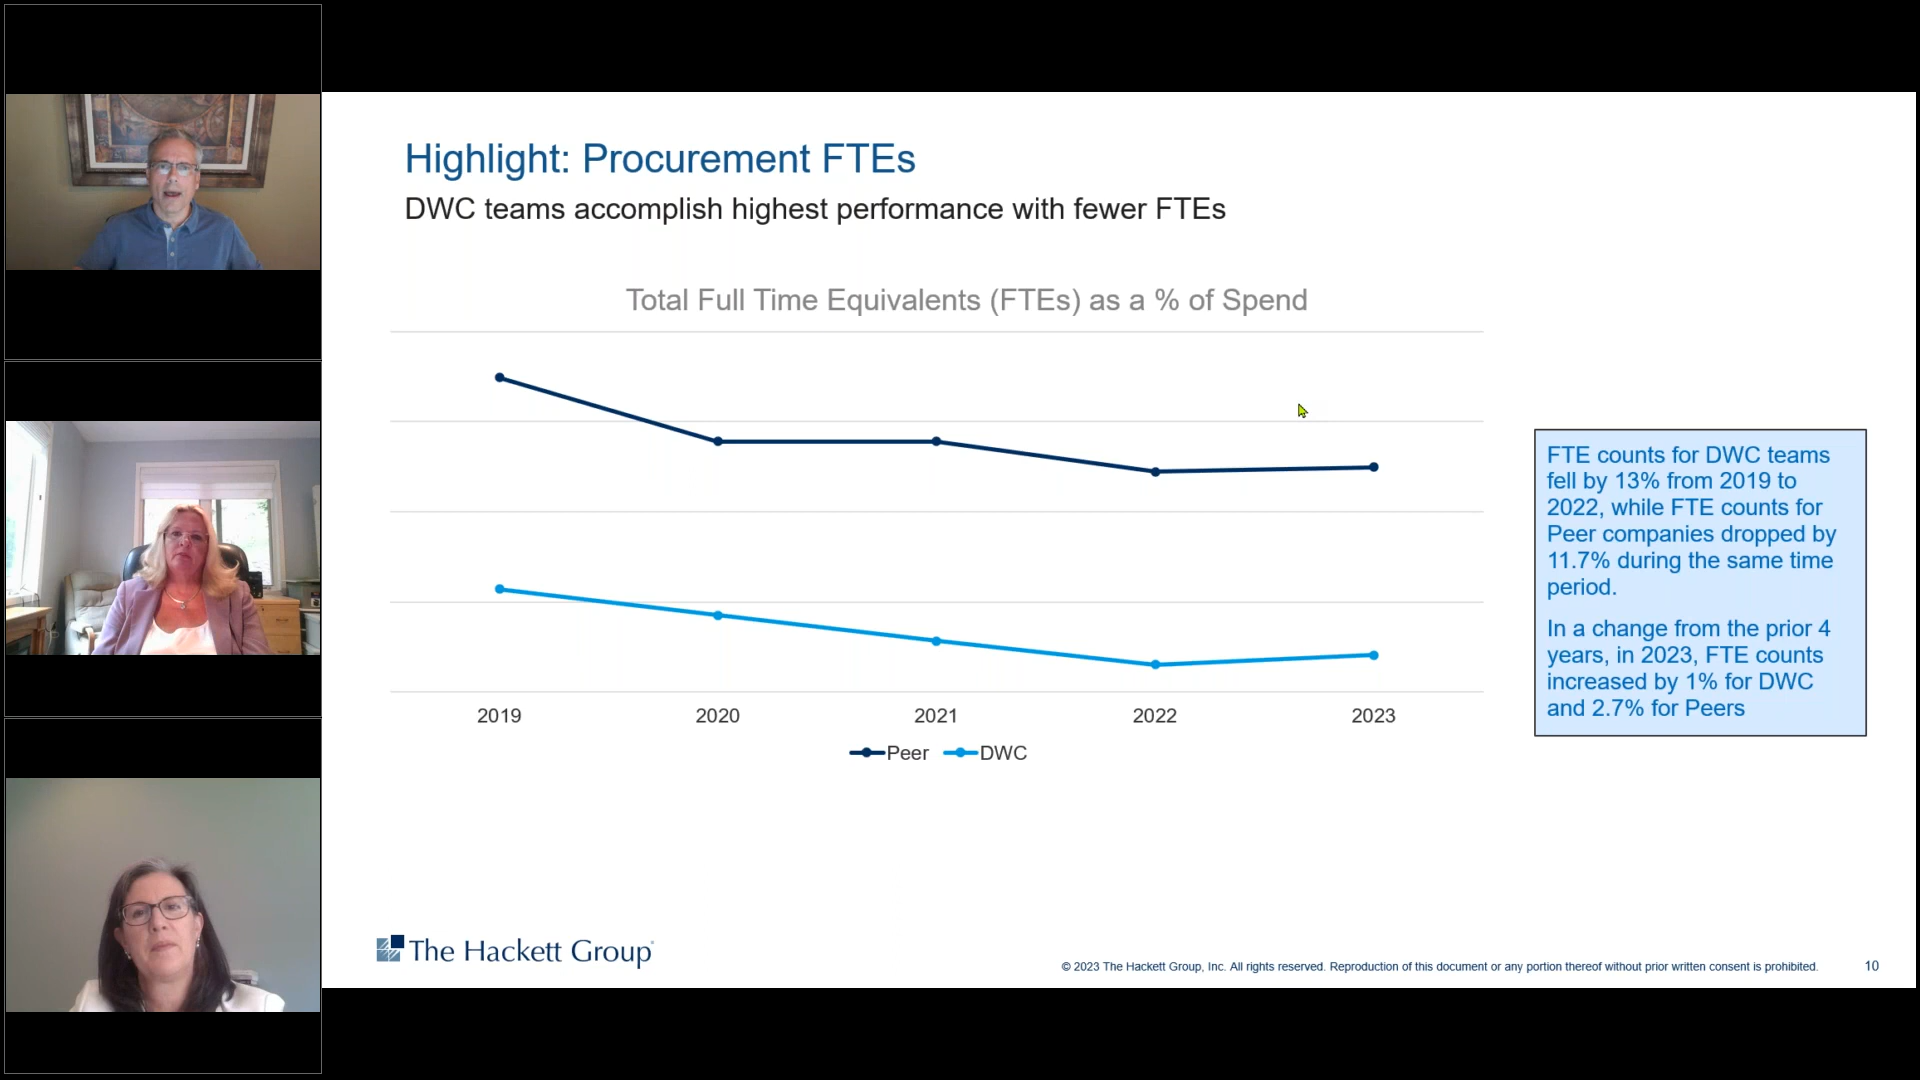 Highlight: Procurement FTEs
DWC teams accomplish highest performance with fewer FTEs
Total Full Time Equivalents (FTEs) as a % of Spend
2019 2020 2021 2022 2023
Peer DWC
FTE counts for DWC teams
fell by 13% from 2019 to
2022, while FTE counts for
Peer companies dropped by
11.7% during the same time
period.
In a change from the prior 4
years, in 2023, FTE counts
increased by 1% for DWC
and 2.7% for Peers
The Hackett Group
© 2023 The Hackett Group, Inc. All rights reserved. Reproduction of this document or any portion thereof without prior written consent is prohibited. 10